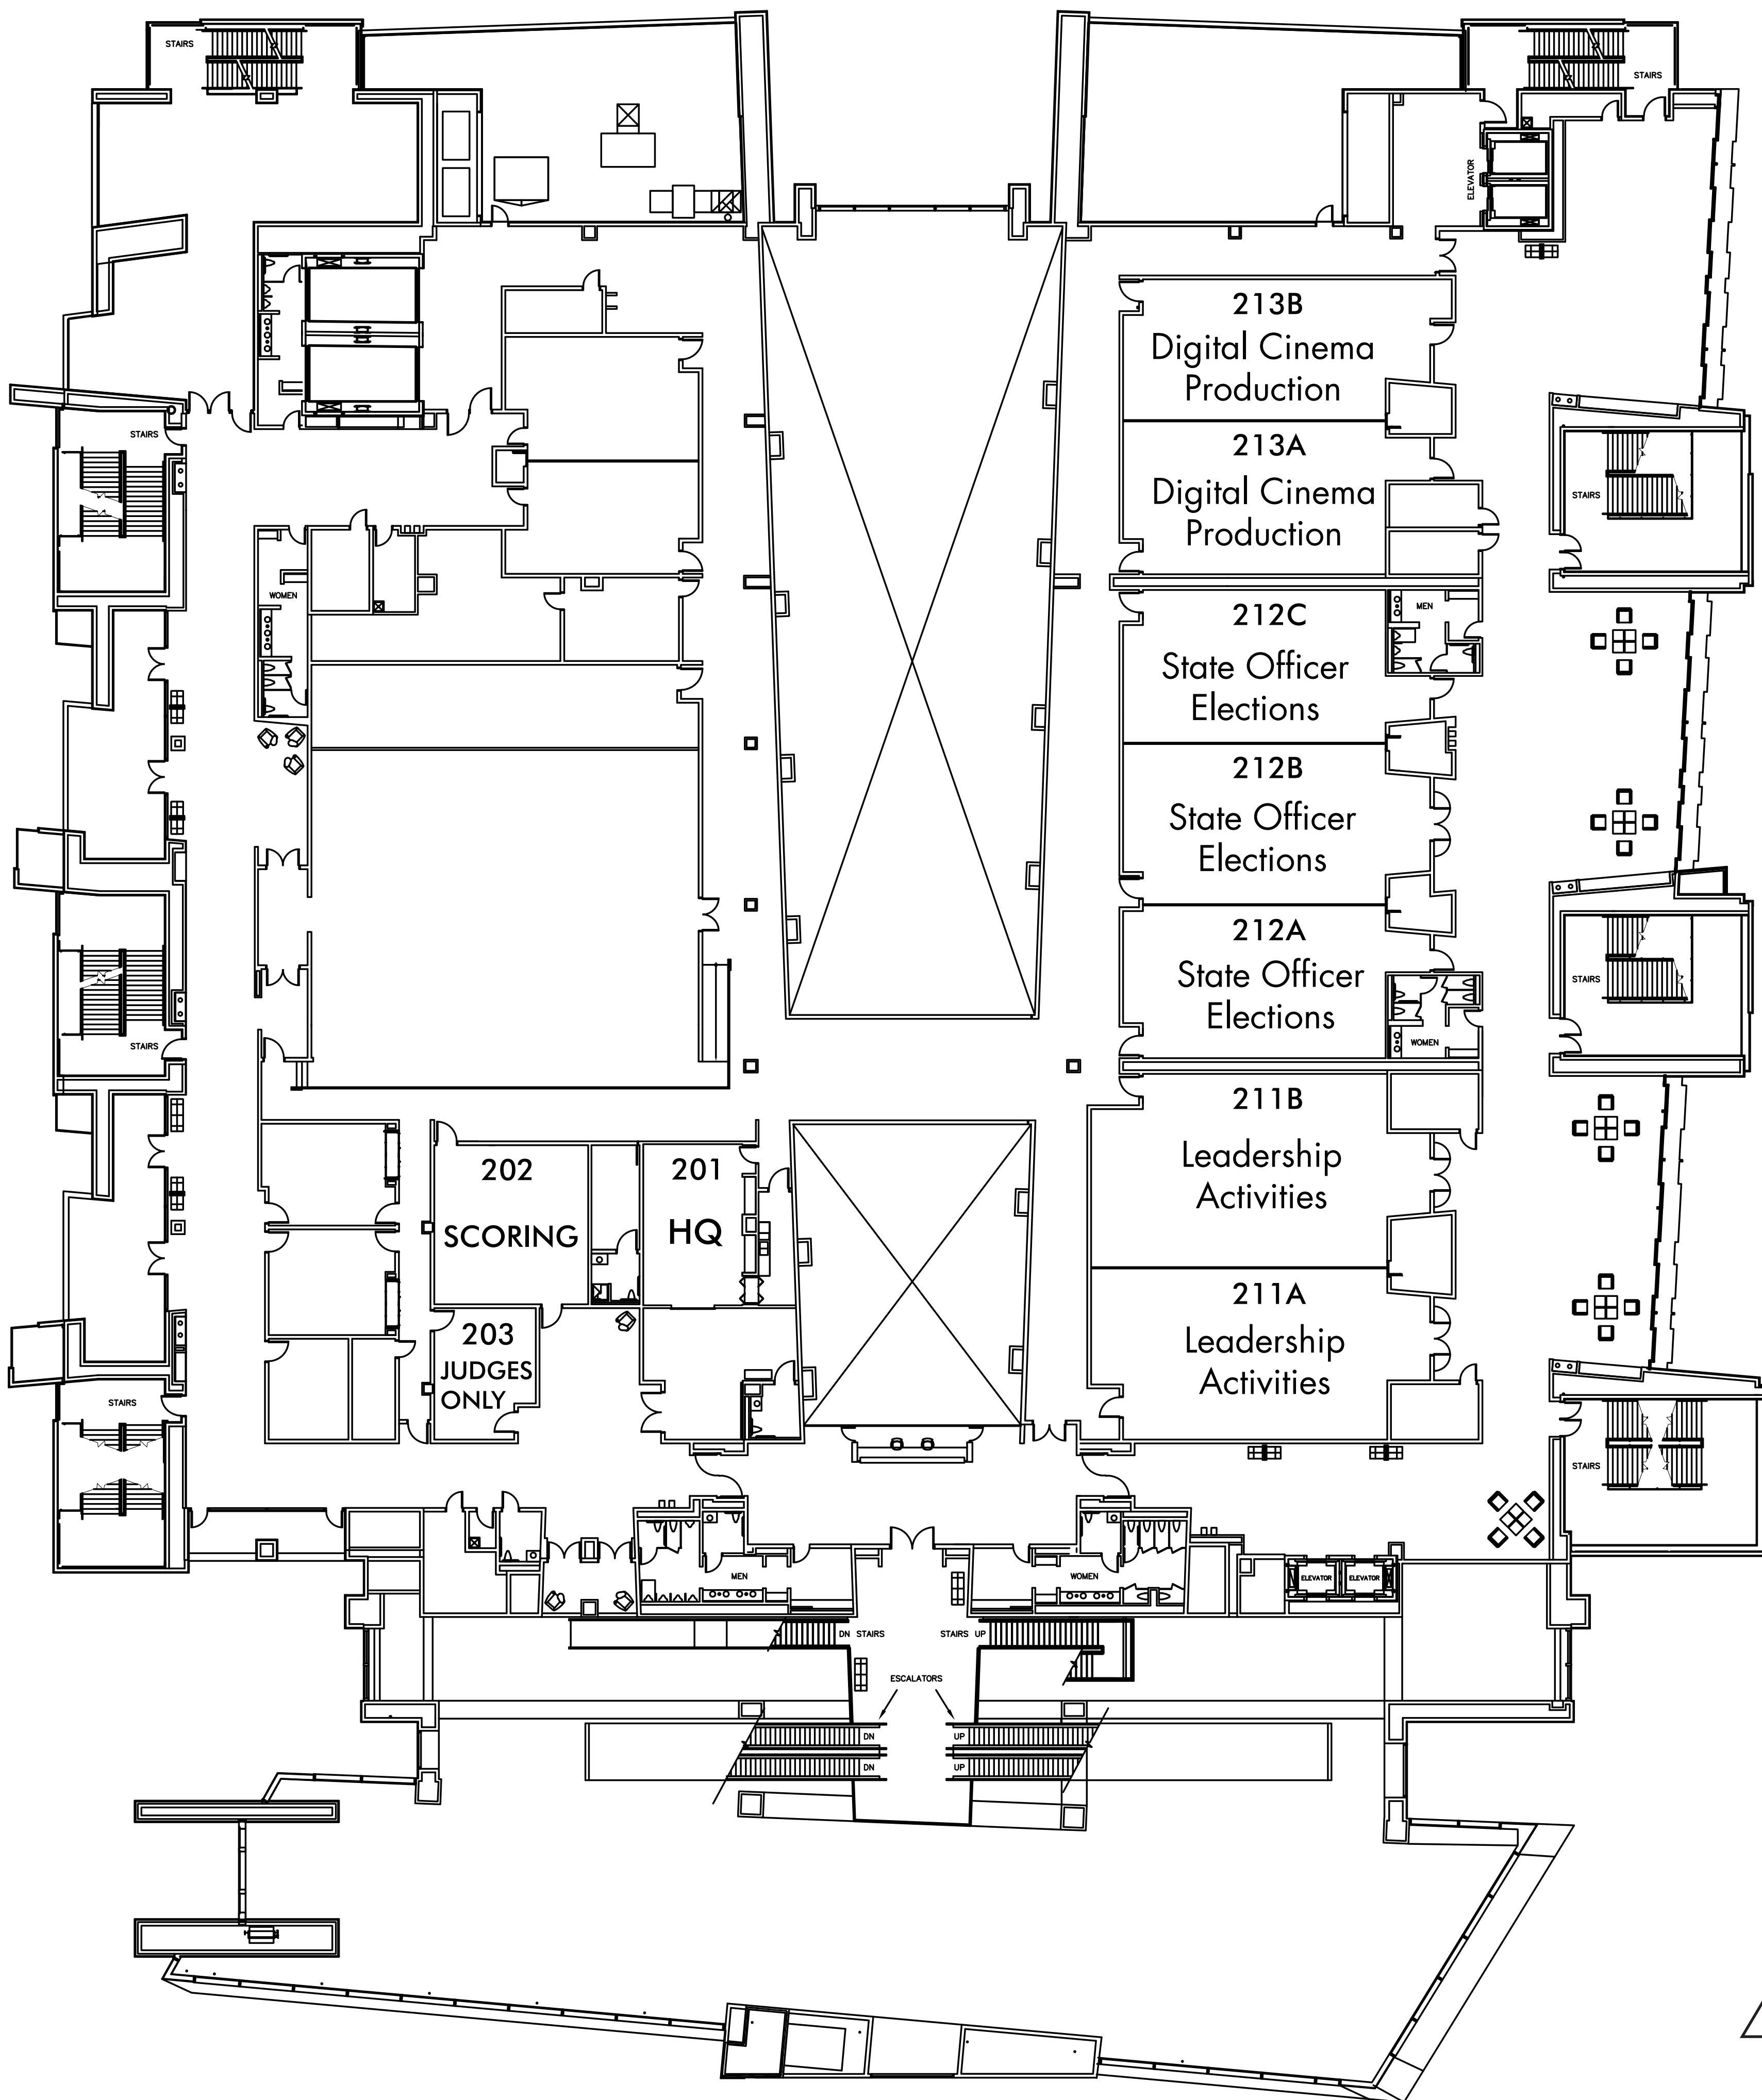 STAIRS
STAIRS
ELEVATOR
213B
Digital Cinema
Production
STAIRS
213A
Digital Cinema
Production
STAIRS
WOMEN
212C
MEN
State Officer
Elections
212B
State Officer
Elections
212A
State Officer
Elections
STAIRS
WOMEN
STAIRS
211B
Leadership
Activities
202
SCORING
201
HQ
211A
Leadership
Activities
203
JUDGES
ONLY
STAIRS
STAIRS
MEN
WOMEN
ELEVATOR
ELEVATOR
DN STAIRS
STAIRS UP
ESCALATORS
DN
UP
DN
UP